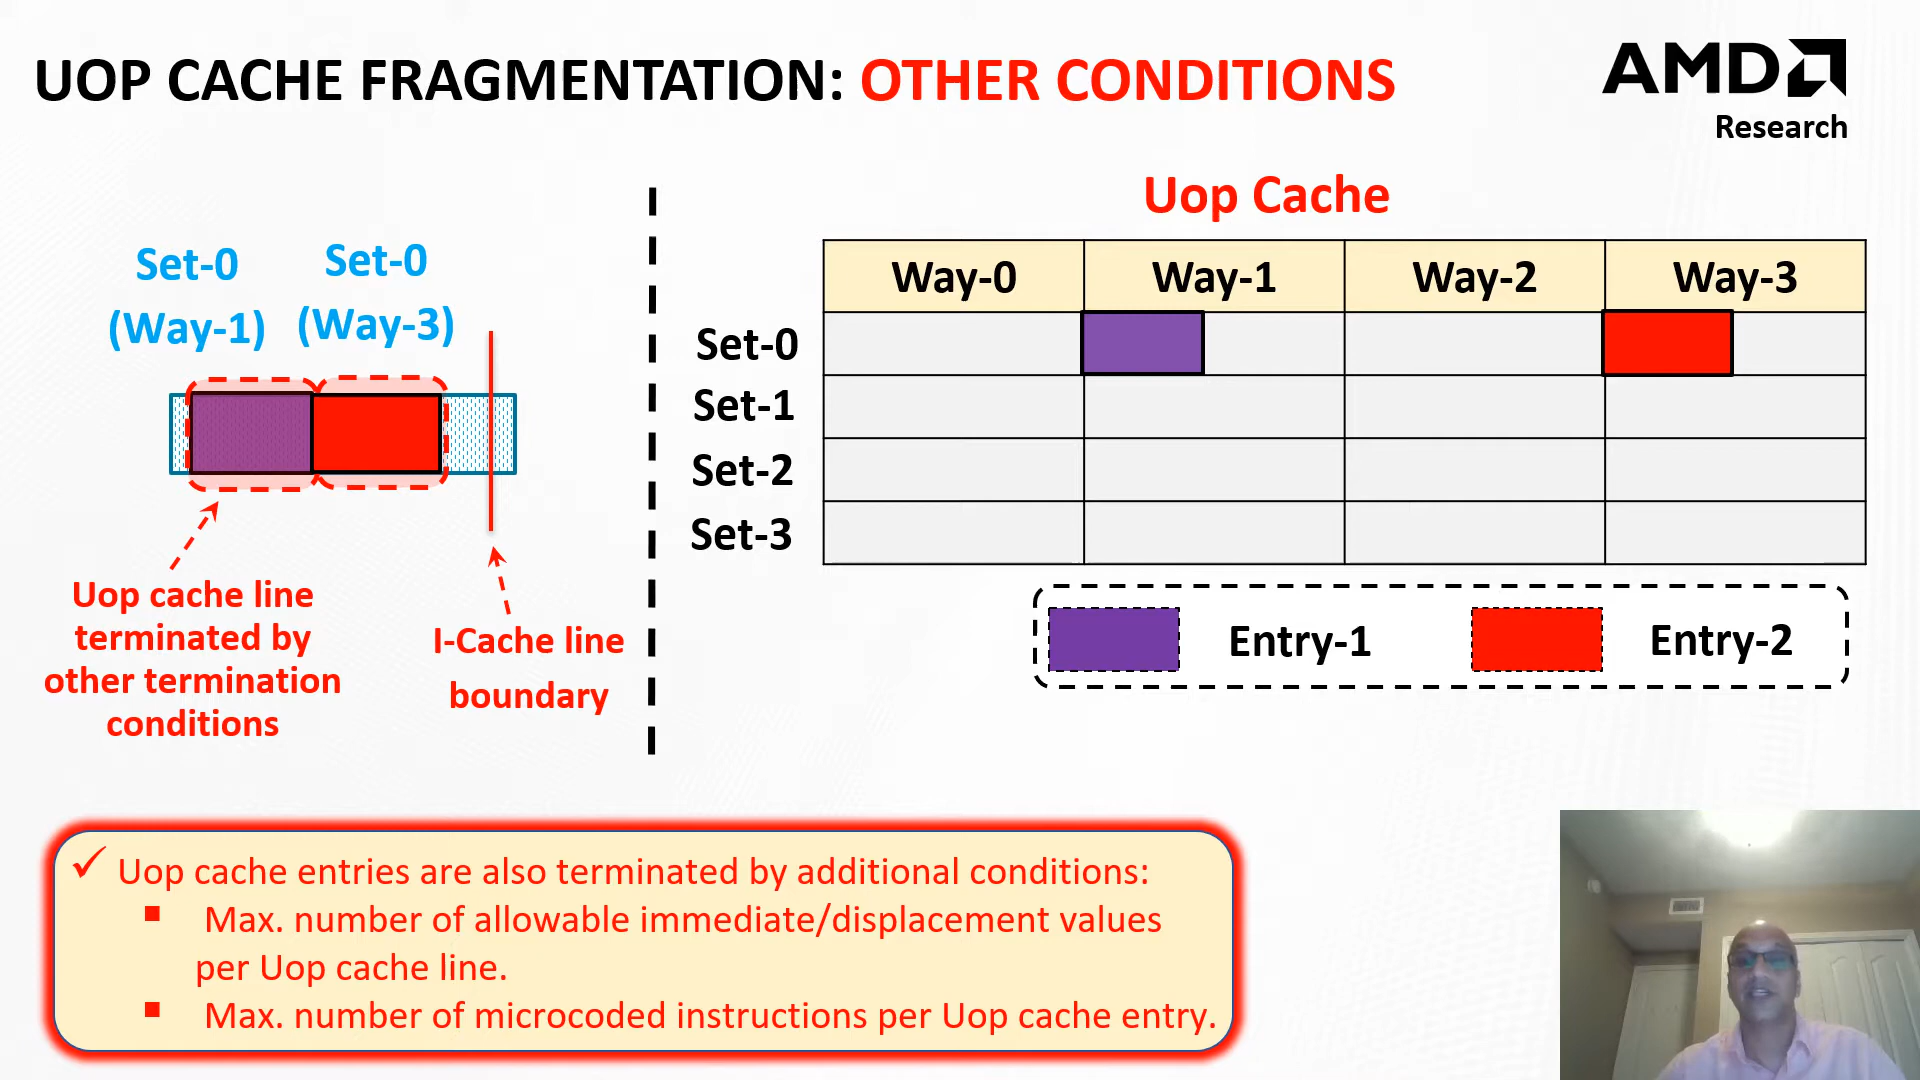 UOP CACHE FRAGMENTATION: OTHER CONDITIONS
AMD
Research
Set-0
(Way-1)
Set-0
(Way-3)
Uop cache line
terminated by
other termination
conditions
I-Cache line
boundary
Uop Cache
Way-0 Way-1 Way-2 Way-3
Set-0
Set-1
Set-2
Set-3
Entry-1 Entry-2
✓ Uop cache entries are also terminated by additional conditions:
▪ Max. number of allowable immediate/displacement values
per Uop cache line.
▪ Max. number of microcoded instructions per Uop cache entry.